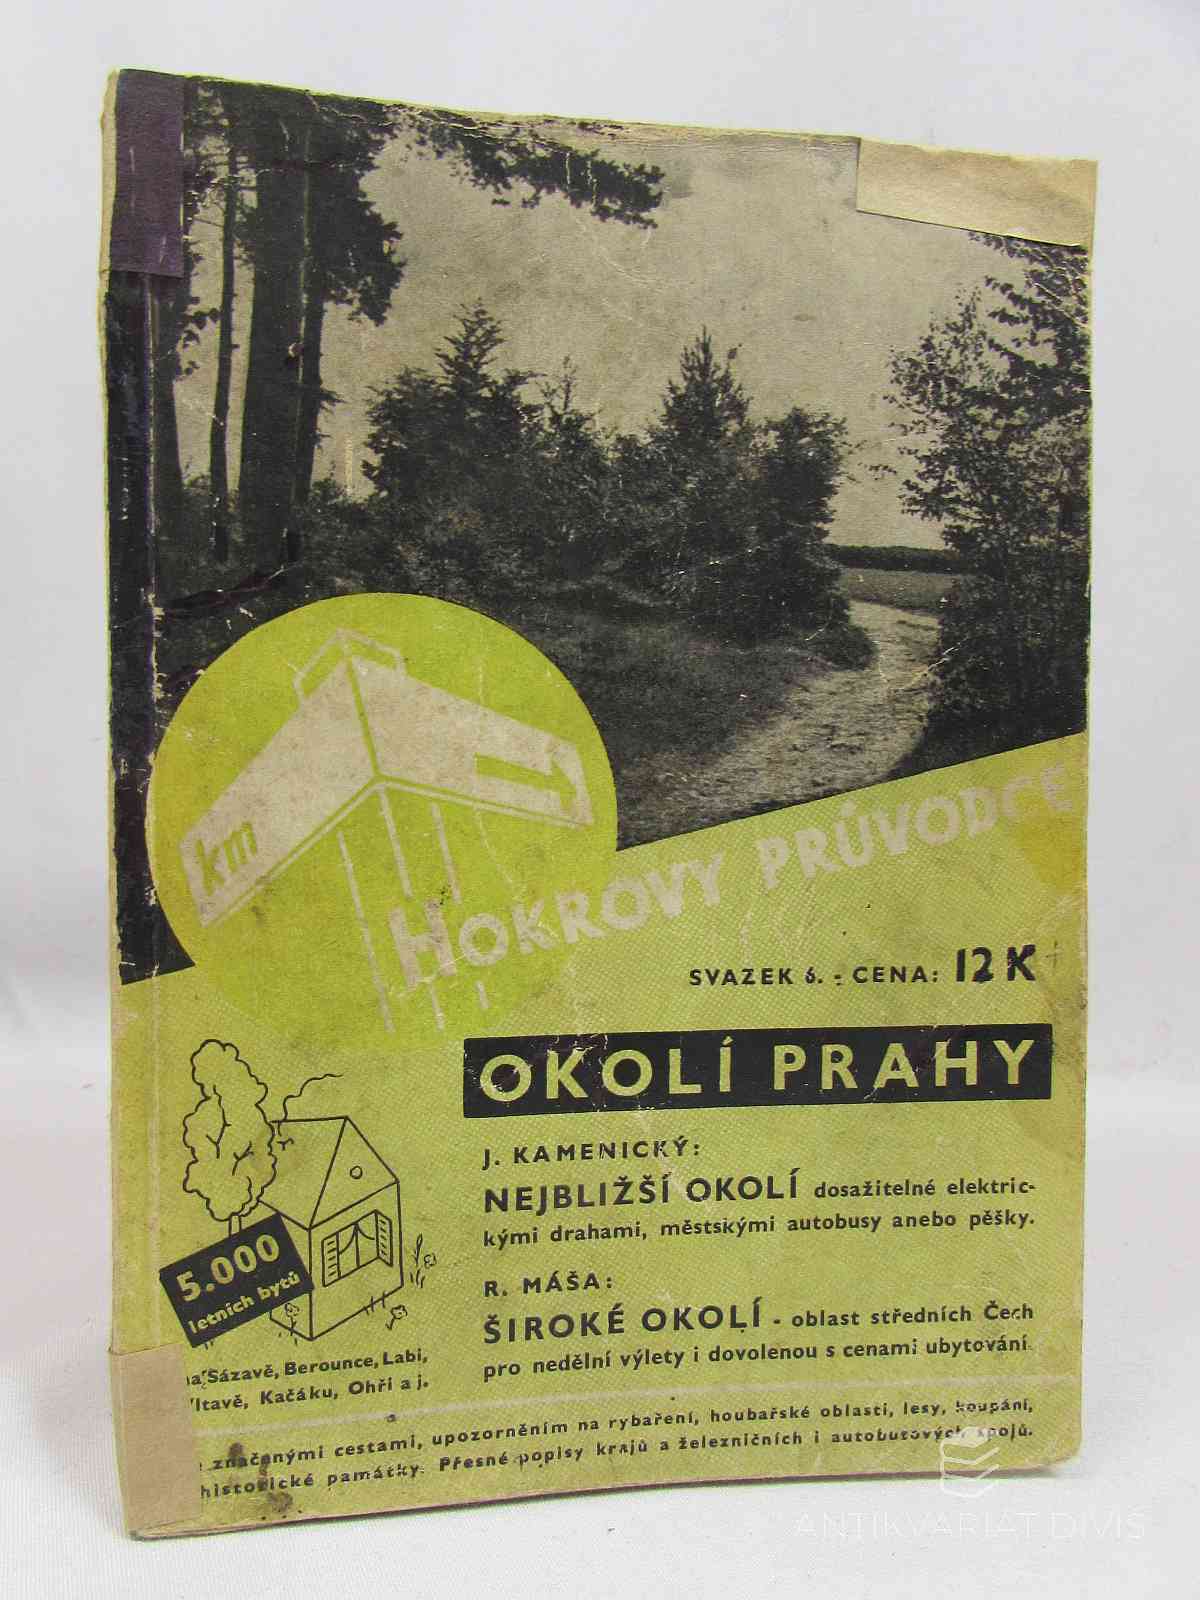 km
HOKROVY PRŮVODCE
SVAZEK 6. - CENA: 12 K
OKOLÍ PRAHY
J. KAMENICKÝ:
NEJBLIŽŠÍ OKOLÍ dosažitelné elektric-
kými drahami, městskými autobusy anebo pěšky.
R. MÁŠA:
ŠIROKÉ OKOLÍ - oblast středních Čech
pro nedělní výlety i dovolenou s cenami ubytování.
5.000
letních bytů
na Sázavě, Berounce, Labi,
Vltavě, Kačáku, Ohři a j.
značenými cestami, upozorněním na rybaření, houbařské oblasti, lesy, koupání,
historické památky. Přesné popisy krajů a železničních i autobusových spojů.
ANTIKVARIAT DIVIS